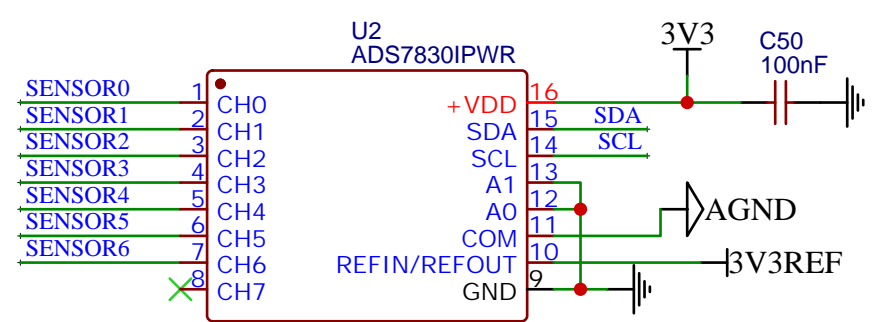 U2
ADS7830IPWR
3V3
C50
100nF
SENSOR0 1 CH0 +VDD 16
SENSOR1 2 CH1 SDA 15 SDA
SENSOR2 3 CH2 SCL 14 SCL
SENSOR3 4 CH3 A1 13
SENSOR4 5 CH4 A0 12
SENSOR5 6 CH5 COM 11 AGND
SENSOR6 7 CH6 REFIN/REFOUT 10 3V3REF
8 CH7 GND 9